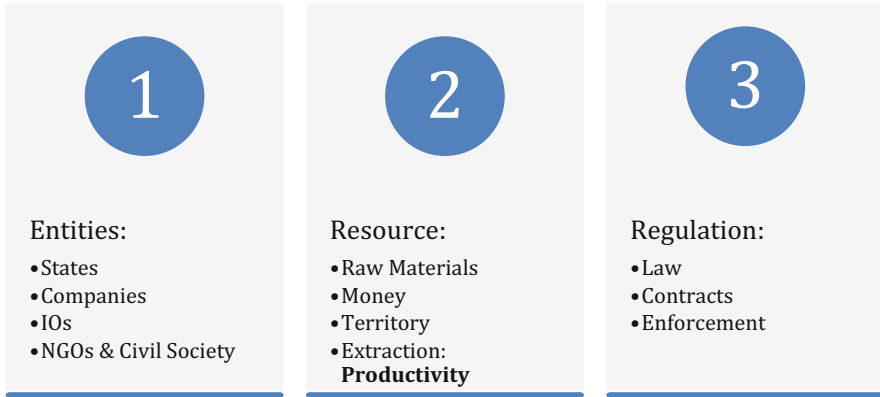 1
Entities:
•States
•Companies
•IOs
•NGOs & Civil Society
2
Resource:
•Raw Materials
•Money
•Territory
•Extraction:
Productivity
3
Regulation:
•Law
•Contracts
•Enforcement